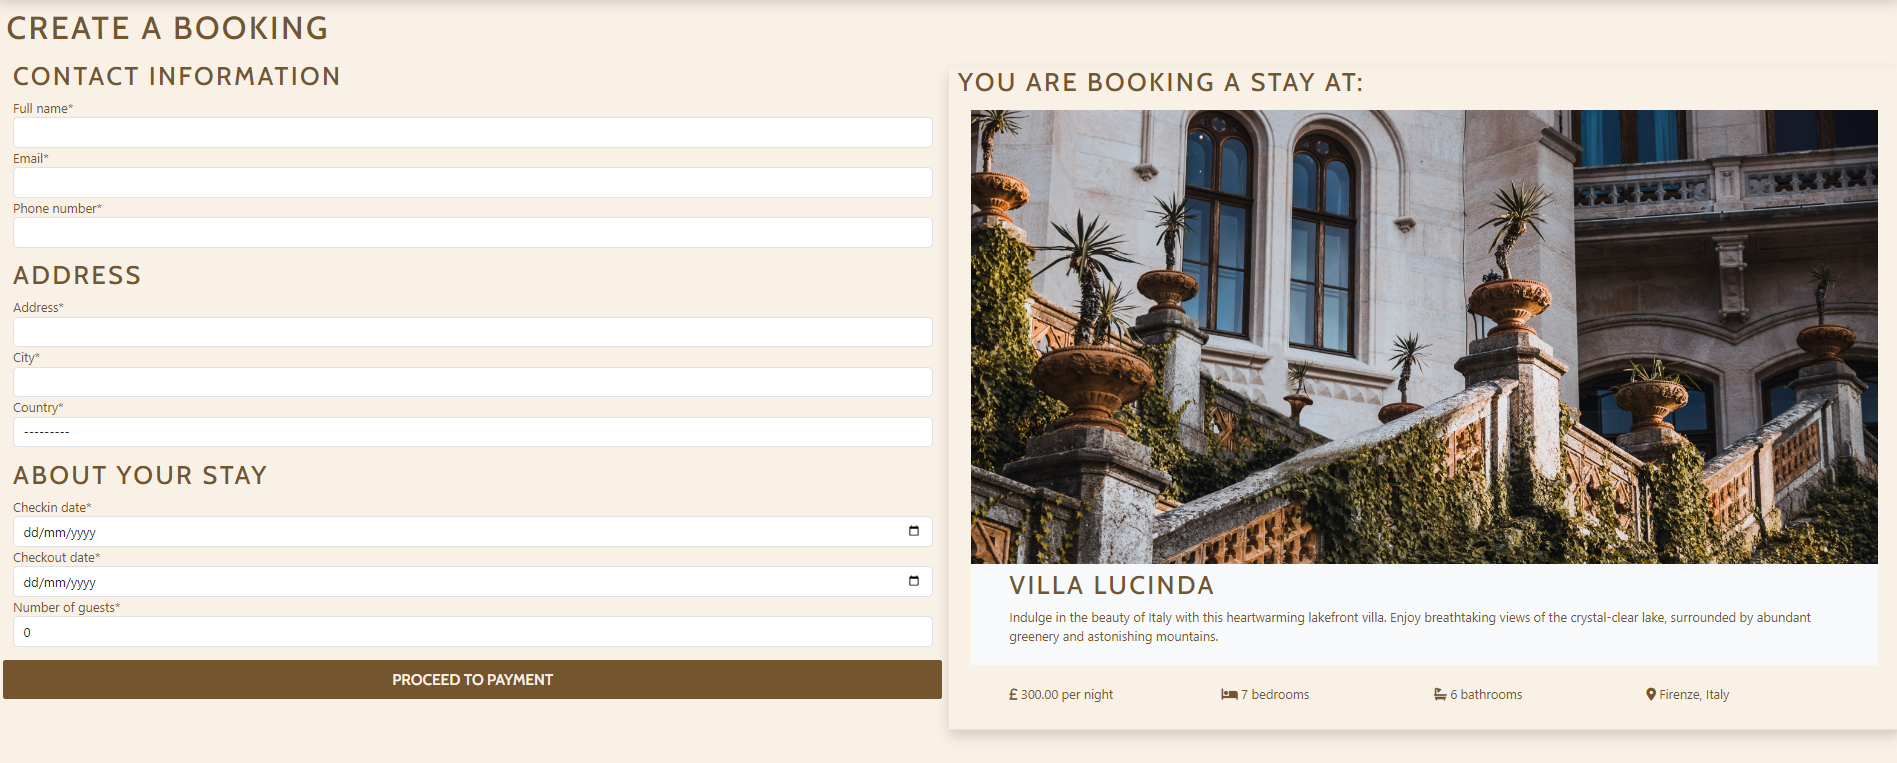 CREATE A BOOKING
CONTACT INFORMATION
Full name*
Email*
Phone number*
ADDRESS
Address*
City*
Country*
---------
ABOUT YOUR STAY
Checkin date*
dd/mm/yyyy
Checkout date*
dd/mm/yyyy
Number of guests*
0
PROCEED TO PAYMENT
YOU ARE BOOKING A STAY AT:
VILLA LUCINDA
Indulge in the beauty of Italy with this heartwarming lakefront villa. Enjoy breathtaking views of the crystal-clear lake, surrounded by abundant
greenery and astonishing mountains.
£ 300.00 per night
7 bedrooms
6 bathrooms
Firenze, Italy